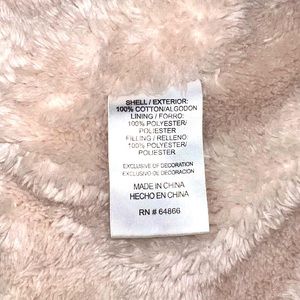 SHELL / EXTERIOR:
100% COTTON/ALGODON
LINING / FORRO:
100% POLYESTER/
POLIESTER
FILLING / RELLENO:
100% POLYESTER/
POLIESTER
EXCLUSIVE OF DECORATION
EXCLUSIVO DE DECORACION
MADE IN CHINA
HECHO EN CHINA
RN # 64866